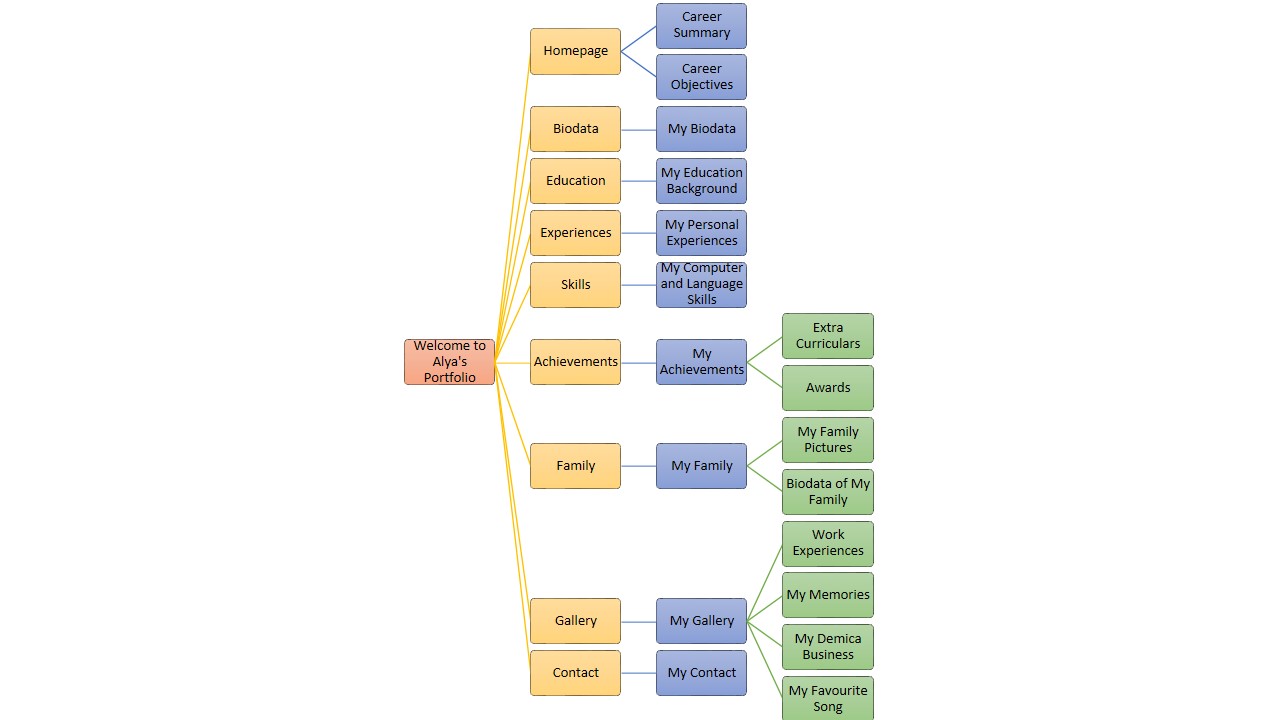 Career
Summary
Homepage
Career
Objectives
Biodata
My Biodata
Education
My Education
Background
Experiences
My Personal
Experiences
Skills
My Computer
and Language
Skills
Welcome to
Alya's
Portfolio
Achievements
My
Achievements
Extra
Curriculars
Awards
Family
My Family
My Family
Pictures
Biodata of My
Family
Gallery
My Gallery
Work
Experiences
My Memories
My Demica
Business
My Favourite
Song
Contact
My Contact